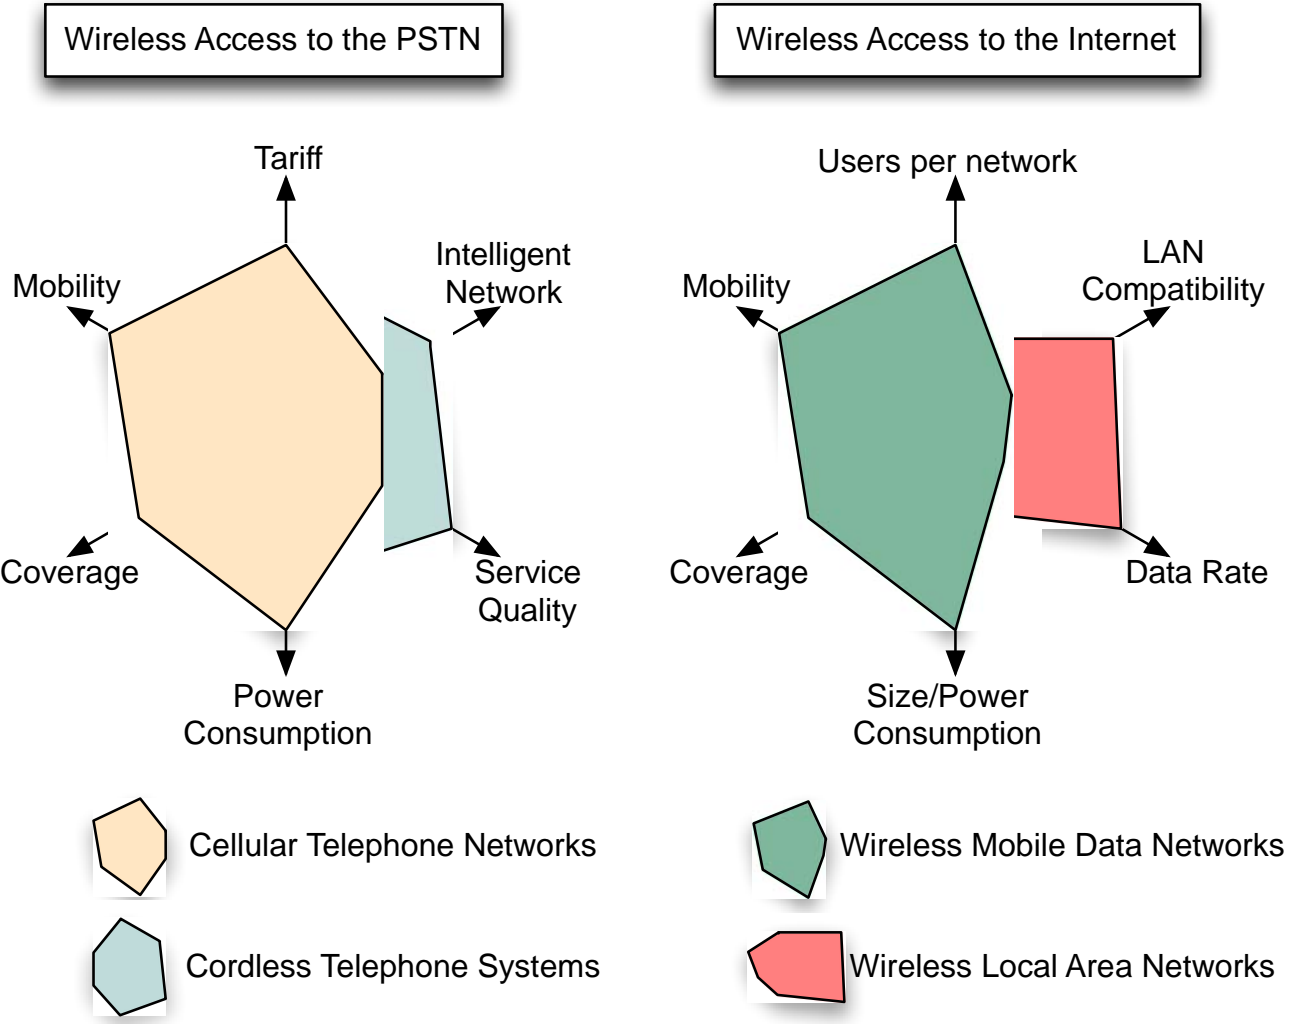 Wireless Access to the PSTN
Wireless Access to the Internet
Tariff
Intelligent
Network
Mobility
Coverage
Service
Quality
Power
Consumption
Users per network
LAN
Compatibility
Mobility
Coverage
Data Rate
Size/Power
Consumption
Cellular Telephone Networks
Cordless Telephone Systems
Wireless Mobile Data Networks
Wireless Local Area Networks